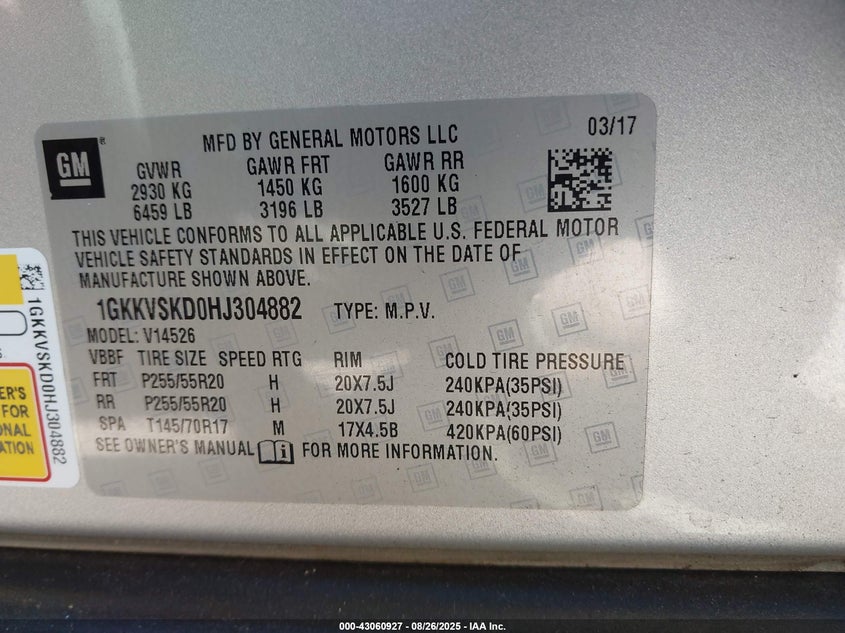 MFD BY GENERAL MOTORS LLC
03/17
GM
GVWR GAWR FRT GAWR RR
2930 KG 1450 KG 1600 KG
6459 LB 3196 LB 3527 LB
THIS VEHICLE CONFORMS TO ALL APPLICABLE U.S. FEDERAL MOTOR
VEHICLE SAFETY STANDARDS IN EFFECT ON THE DATE OF
MANUFACTURE SHOWN ABOVE.
1GKKVSKD0HJ304882 TYPE: M.P.V.
MODEL: V14526
VBBF TIRE SIZE SPEED RTG RIM COLD TIRE PRESSURE
FRT P255/55R20 H 20X7.5J 240KPA(35PSI)
RR P255/55R20 H 20X7.5J 240KPA(35PSI)
SPA T145/70R17 M 17X4.5B 420KPA(60PSI)
SEE OWNER'S MANUAL FOR MORE INFORMATION.
1GKKVSKD0HJ304882
ER'S
FOR
ONAL
ATION
000-43060927 - 08/26/2025 - IAA Inc.